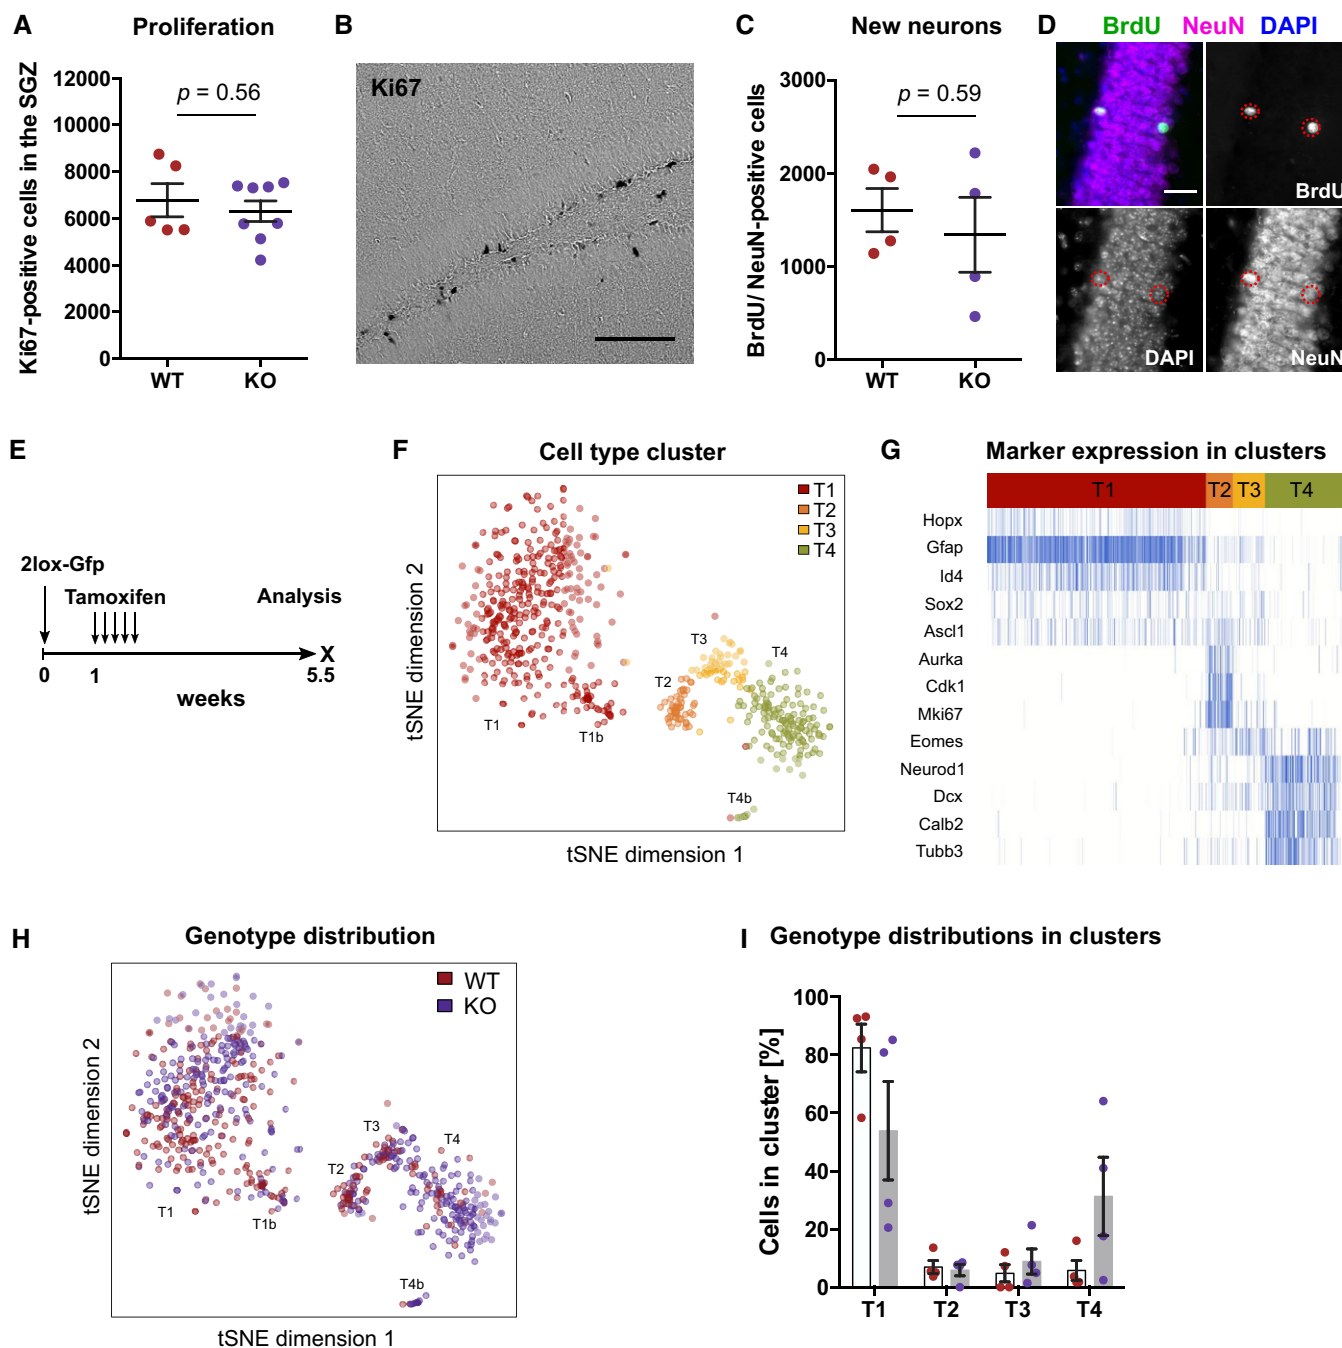 A Proliferation
Ki67-positive cells in the SGZ
12000
10000
8000
6000
4000
2000
0
p = 0.56
WT KO
B
Ki67
C New neurons
BrdU/ NeuN-positive cells
3000
2000
1000
0
p = 0.59
WT KO
D BrdU NeuN DAPI
BrdU
DAPI
NeuN
E
2lox-Gfp
Tamoxifen Analysis
X
0 1 5.5
weeks
F Cell type cluster
tSNE dimension 2
T1
T2
T3
T4
T3
T4
T2
T1
T1b
T4b
tSNE dimension 1
G Marker expression in clusters
T1 T2 T3 T4
Hopx
Gfap
Id4
Sox2
Ascl1
Aurka
Cdk1
Mki67
Eomes
Neurod1
Dcx
Calb2
Tubb3
H Genotype distribution
tSNE dimension 2
WT
KO
T3
T4
T2
T1
T1b
T4b
tSNE dimension 1
I Genotype distributions in clusters
Cells in cluster [%]
100
80
60
40
20
0
T1 T2 T3 T4